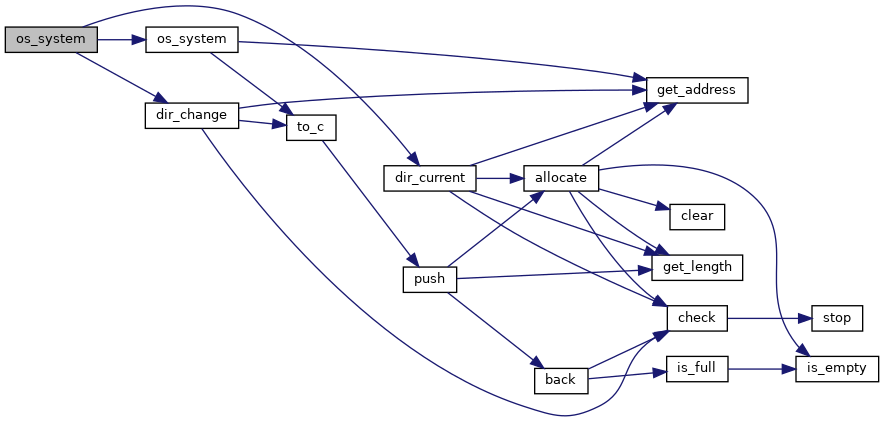 os_system
os_system
get_address
dir_change
to_c
dir_current
allocate
clear
get_length
push
check
stop
is_full
is_empty
back